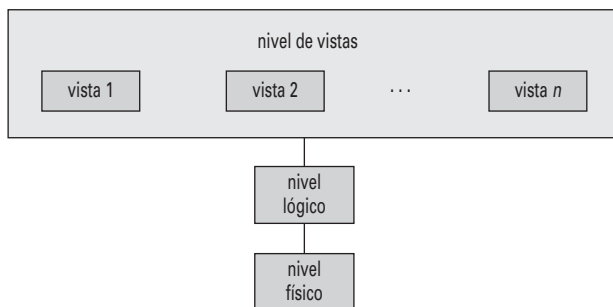 nivel de vistas
vista 1
vista 2
...
vista n
nivel
lógico
nivel
físico